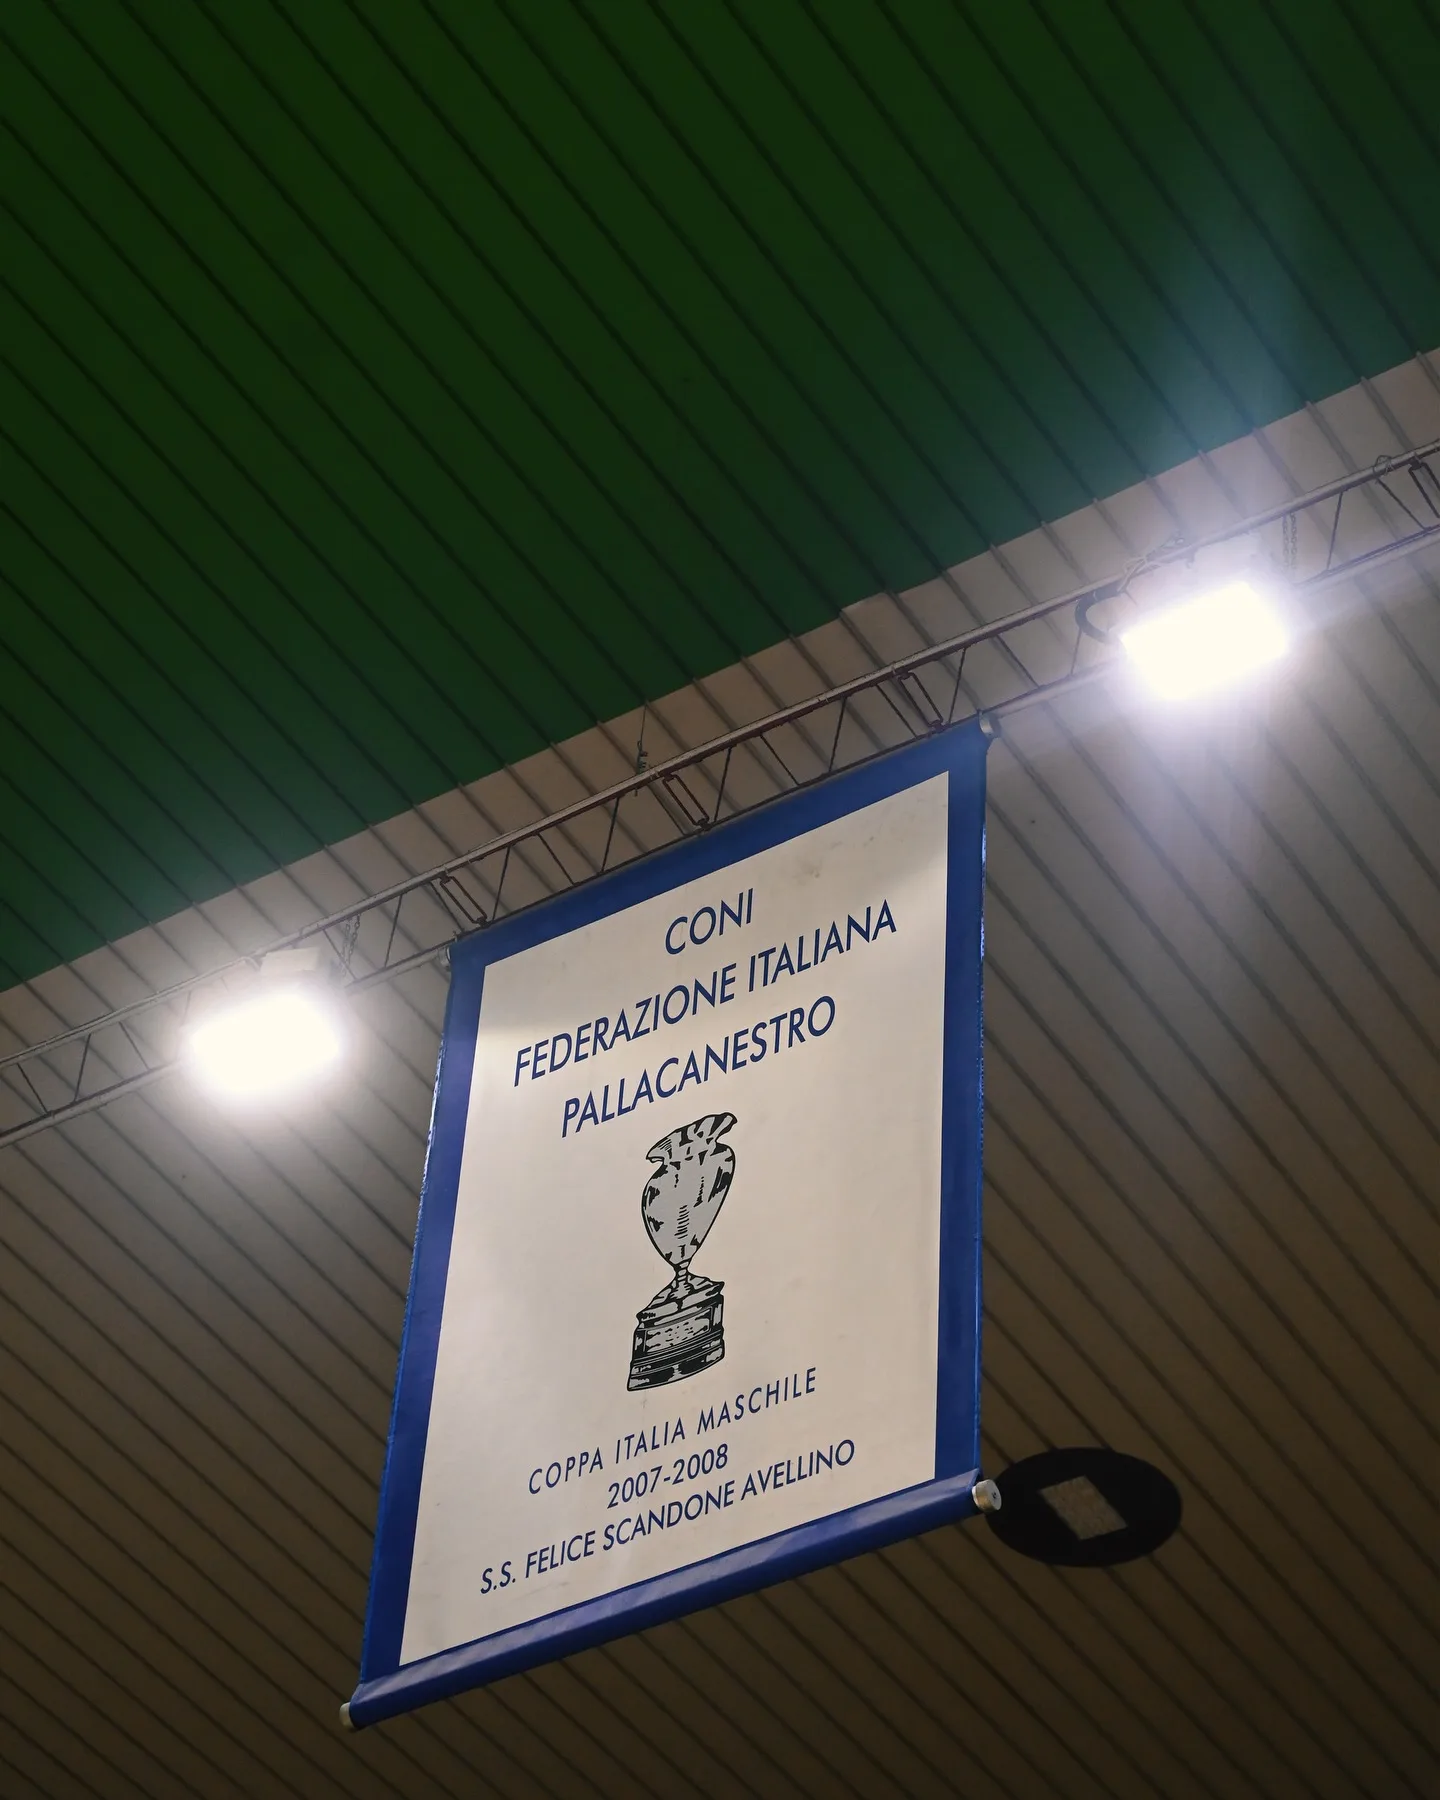 CONI
FEDERAZIONE ITALIANA
PALLACANESTRO
COPPA ITALIA MASCHILE
2007-2008
S.S. FELICE SCANDONE AVELLINO